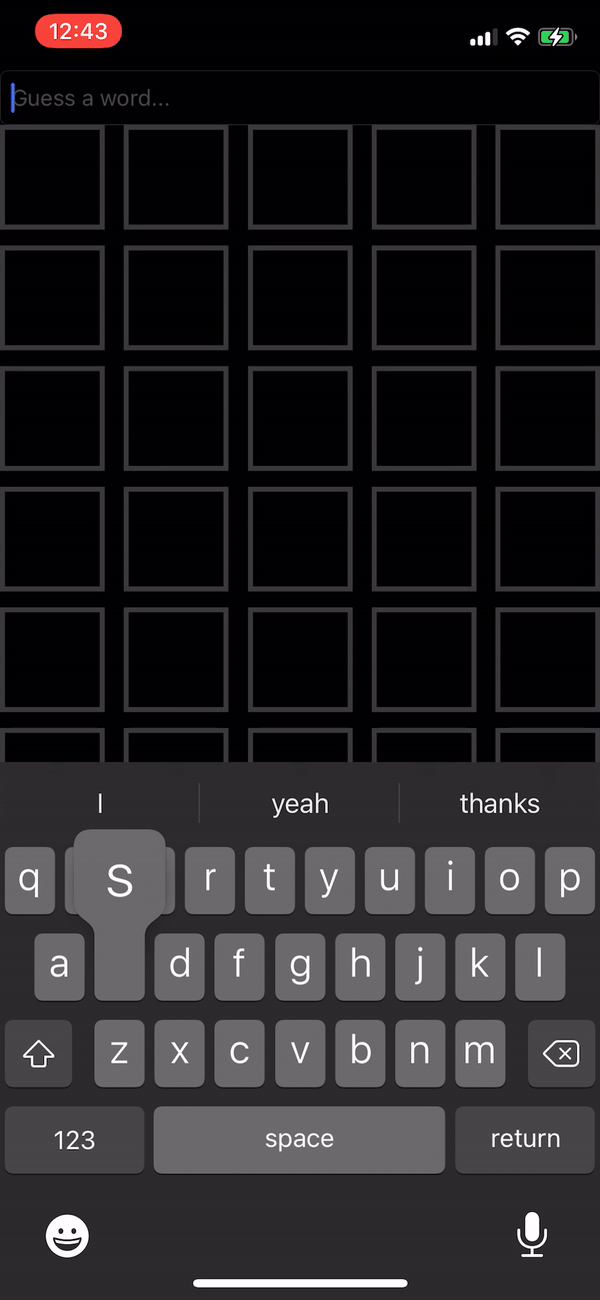 12:43
Guess a word...
I yeah thanks
q S r t y u i o p
a d f g h j k l
z x c v b n m
123 space return